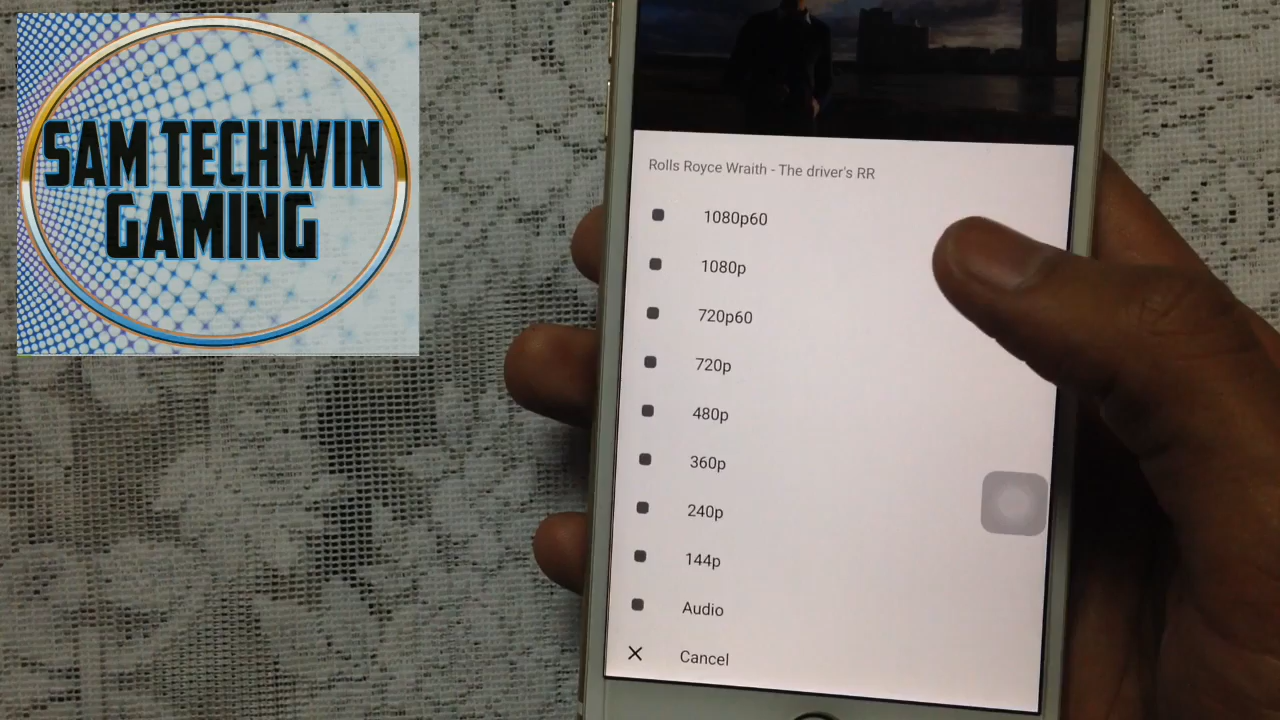 SAM TECHWIN
GAMING
Rolls Royce Wraith - The driver's RR
1080p60
1080p
720p60
720p
480p
360p
240p
144p
Audio
Cancel